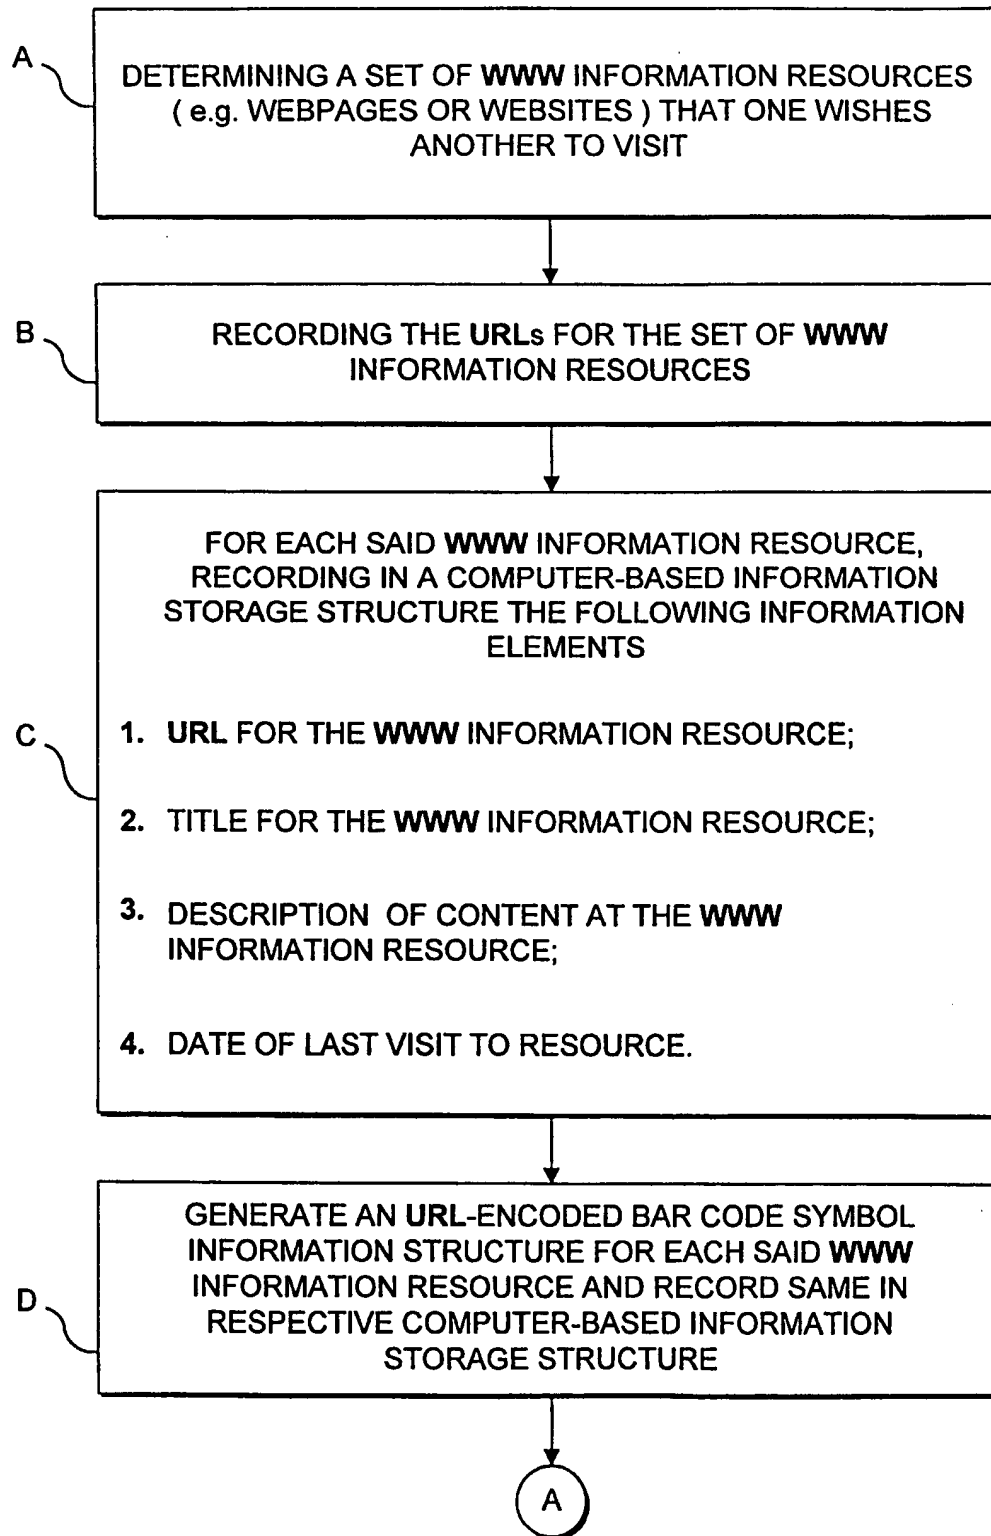 A
DETERMINING A SET OF WWW INFORMATION RESOURCES
( e.g. WEBPAGES OR WEBSITES ) THAT ONE WISHES
ANOTHER TO VISIT
B
RECORDING THE URLs FOR THE SET OF WWW
INFORMATION RESOURCES
C
FOR EACH SAID WWW INFORMATION RESOURCE,
RECORDING IN A COMPUTER-BASED INFORMATION
STORAGE STRUCTURE THE FOLLOWING INFORMATION
ELEMENTS
1. URL FOR THE WWW INFORMATION RESOURCE;
2. TITLE FOR THE WWW INFORMATION RESOURCE;
3. DESCRIPTION OF CONTENT AT THE WWW
INFORMATION RESOURCE;
4. DATE OF LAST VISIT TO RESOURCE.
D
GENERATE AN URL-ENCODED BAR CODE SYMBOL
INFORMATION STRUCTURE FOR EACH SAID WWW
INFORMATION RESOURCE AND RECORD SAME IN
RESPECTIVE COMPUTER-BASED INFORMATION
STORAGE STRUCTURE
A